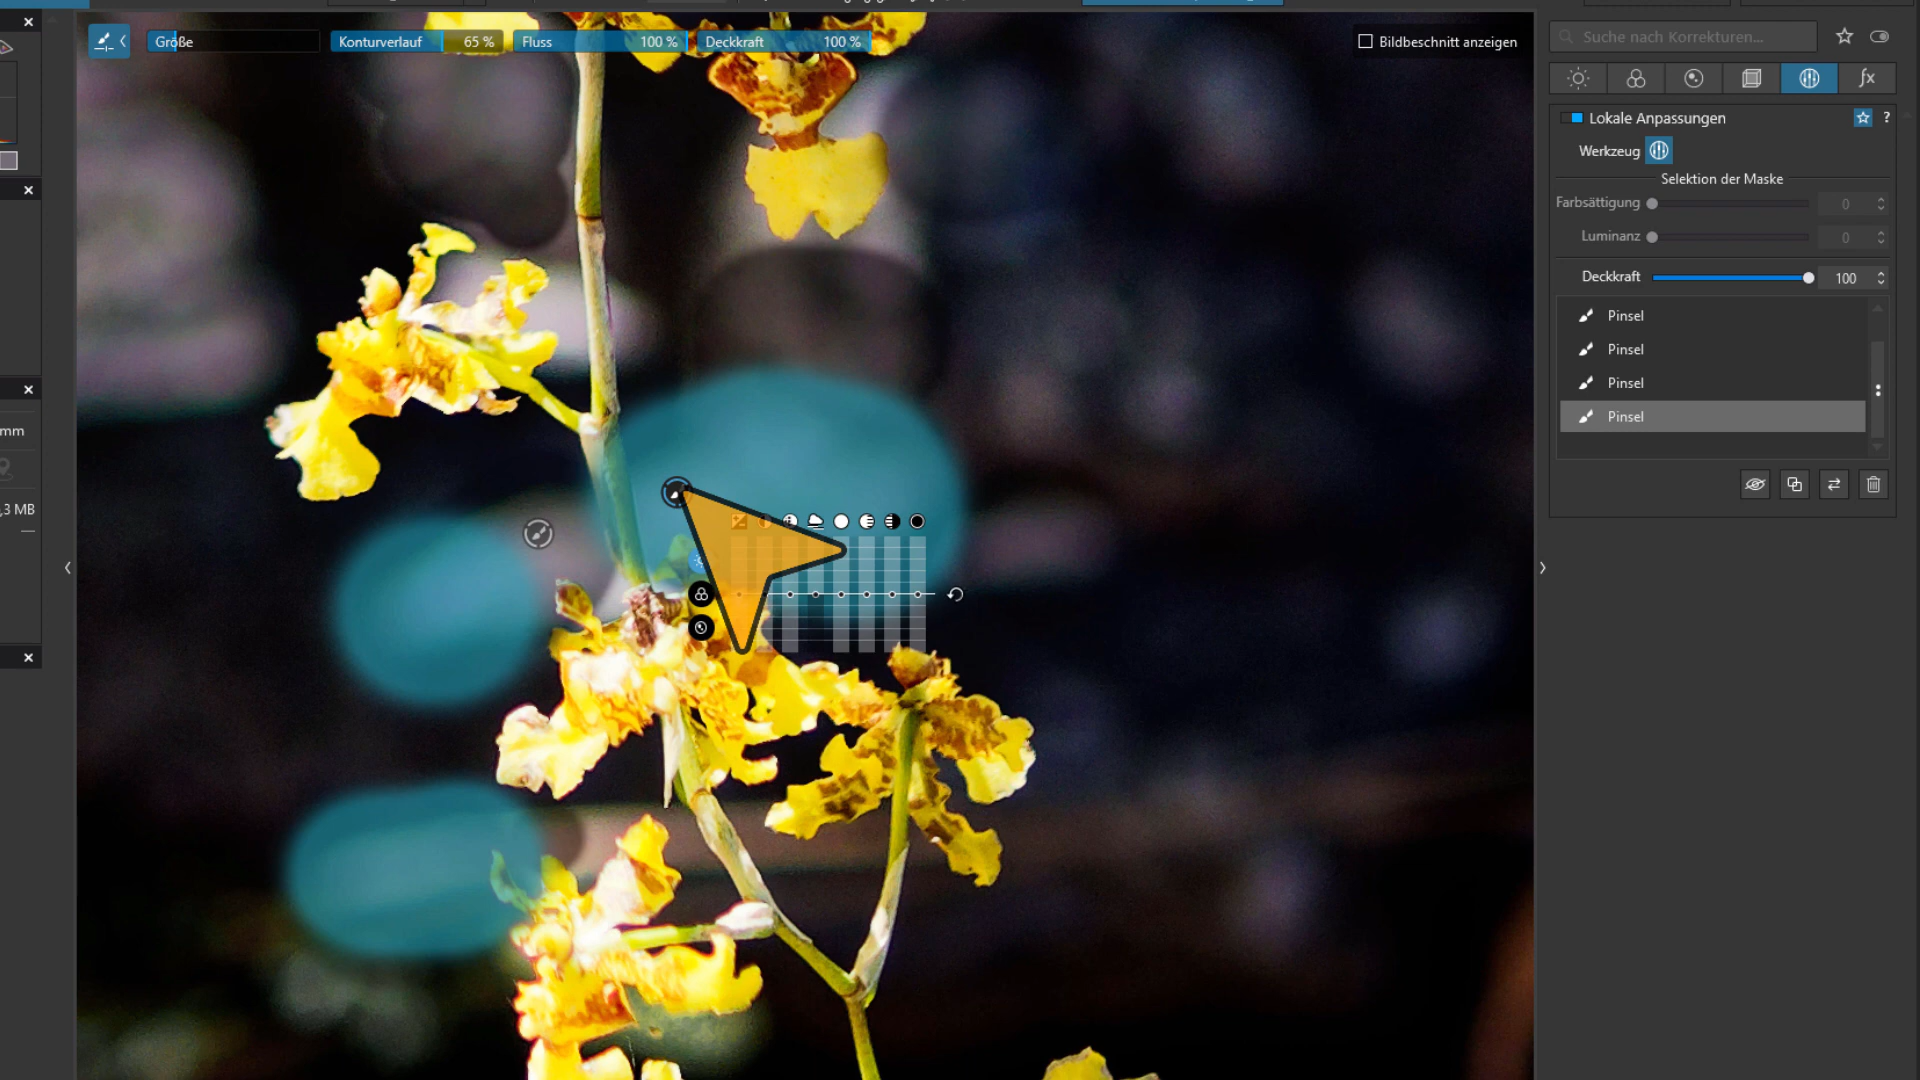 Größe
Konturverlauf 65 %
Fluss 100 %
Deckkraft 100 %
Bildbeschnitt anzeigen
Suche nach Korrekturen...
fx
Lokale Anpassungen ?
Werkzeug
Selektion der Maske
Farbsättigung 0
Luminanz 0
Deckkraft 100
Pinsel
Pinsel
Pinsel
Pinsel
mm
,3 MB